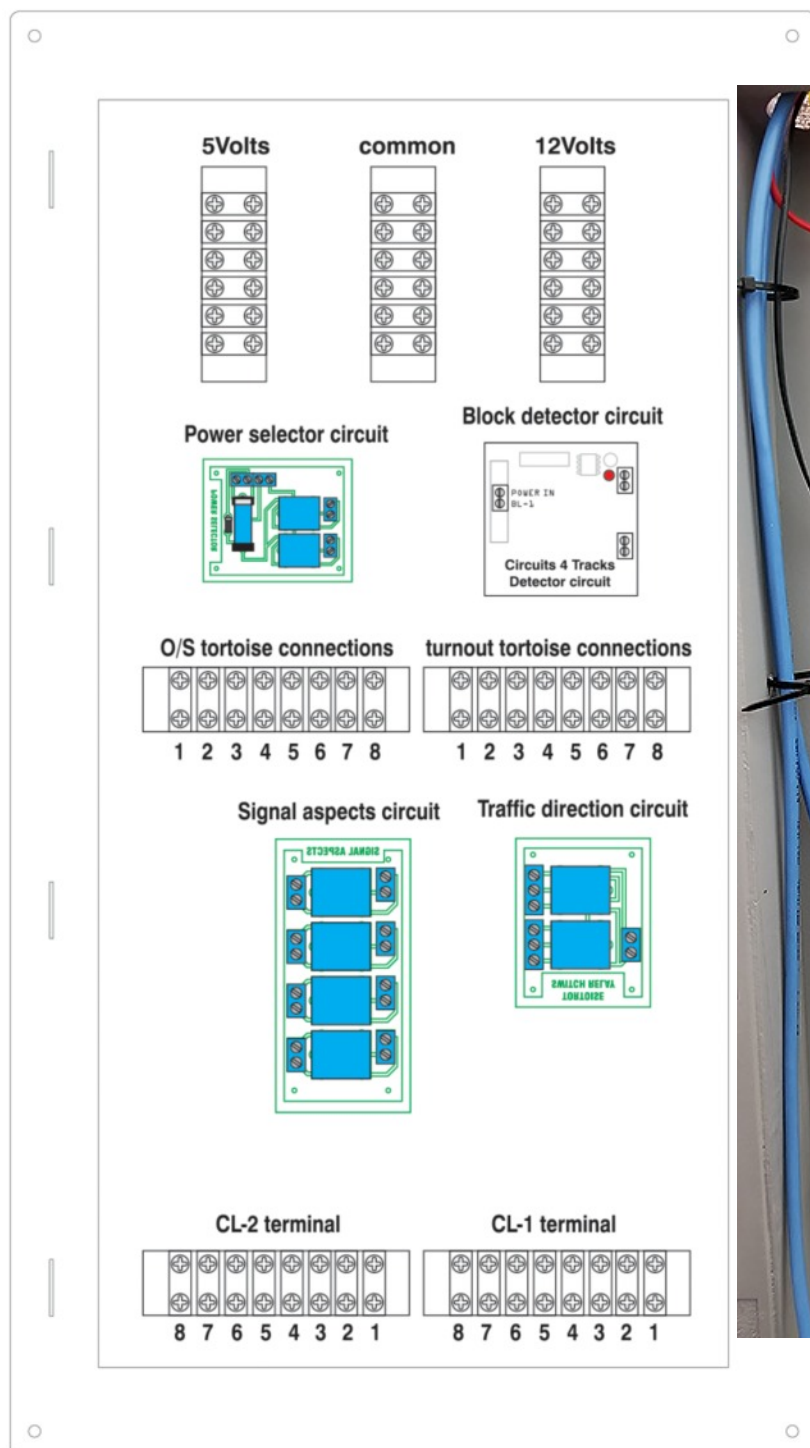 5Volts common 12Volts
Power selector circuit
POWER SELECTOR
Block detector circuit
POWER IN
BL-1
Circuits 4 Tracks
Detector circuit
O/S tortoise connections
1 2 3 4 5 6 7 8
turnout tortoise connections
1 2 3 4 5 6 7 8
Signal aspects circuit
SIGNAL ASPECTS
Traffic direction circuit
SWITCH RELAY
TORTOISE
CL-2 terminal
8 7 6 5 4 3 2 1
CL-1 terminal
8 7 6 5 4 3 2 1